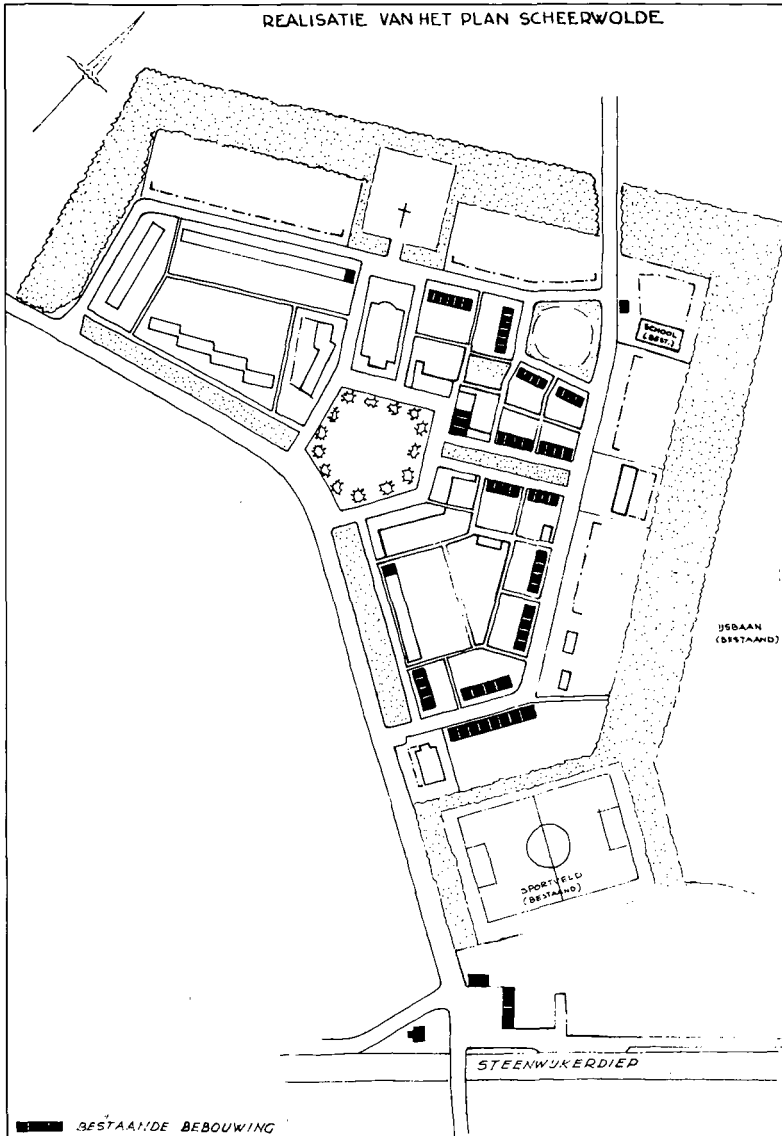 REALISATIE VAN HET PLAN SCHEERWOLDE
SCHOOL
(BEST.)
IJSBAAN
(BESTAAND)
SPORTVELD
(BESTAAND)
STEENWIJKERDIEP
BESTAANDE BEBOUWING